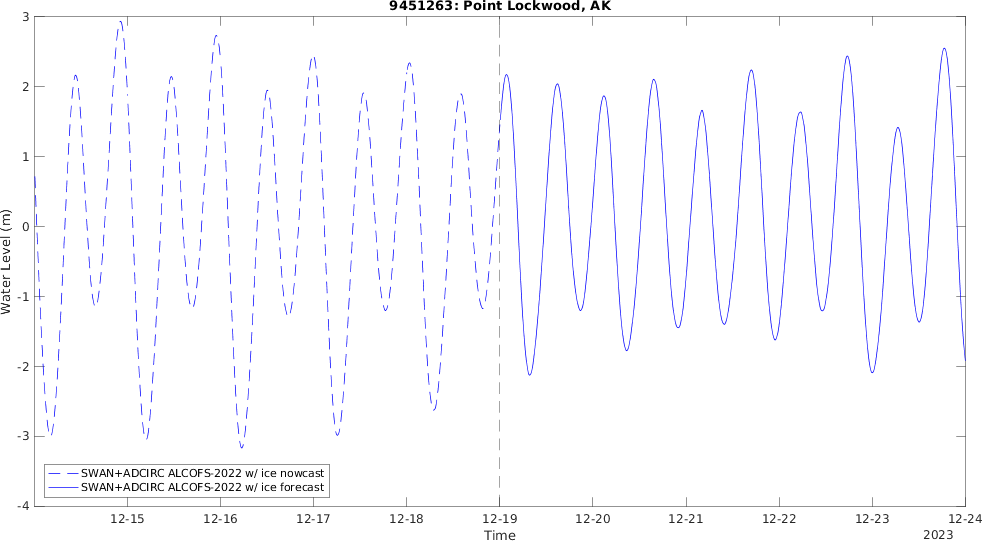 9451263: Point Lockwood, AK
3
2
1
0
-1
-2
-3
-4
Water Level (m)
SWAN+ADCIRC ALCOFS-2022 w/ ice nowcast
SWAN+ADCIRC ALCOFS-2022 w/ ice forecast
12-15 12-16 12-17 12-18 12-19 12-20 12-21 12-22 12-23 12-24
Time
2023